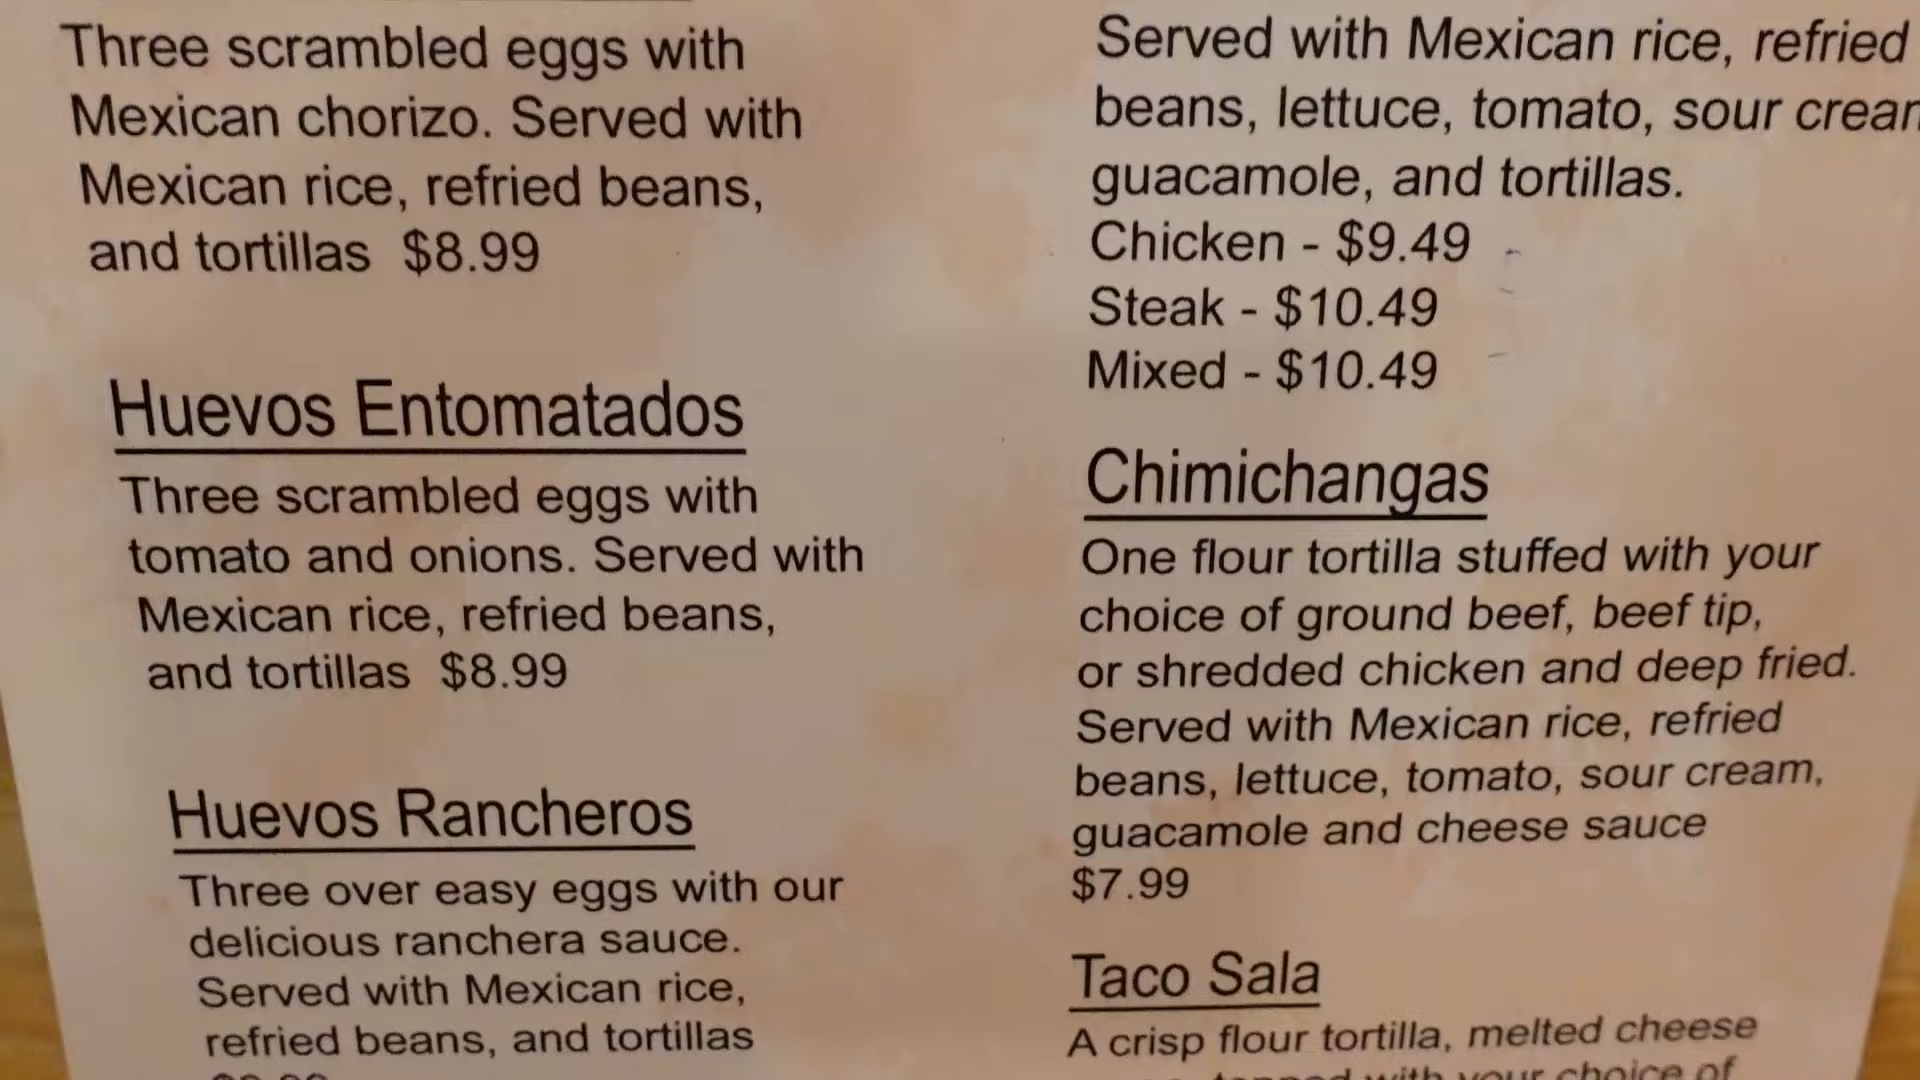 Three scrambled eggs with
Mexican chorizo. Served with
Mexican rice, refried beans,
and tortillas $8.99
Huevos Entomatados
Three scrambled eggs with
tomato and onions. Served with
Mexican rice, refried beans,
and tortillas $8.99
Huevos Rancheros
Three over easy eggs with our
delicious ranchera sauce.
Served with Mexican rice,
refried beans, and tortillas
Served with Mexican rice, refried
beans, lettuce, tomato, sour
guacamole, and tortillas.
Chicken - $9.49
Steak - $10.49
Mixed - $10.49
Chimichangas
One flour tortilla stuffed with your
choice of ground beef, beef tip,
or shredded chicken and deep fried.
Served with Mexican rice, refried
beans, lettuce, tomato, sour cream,
guacamole and cheese sauce
$7.99
Taco Sala
A crisp flour tortilla, melted cheese
with your choice of